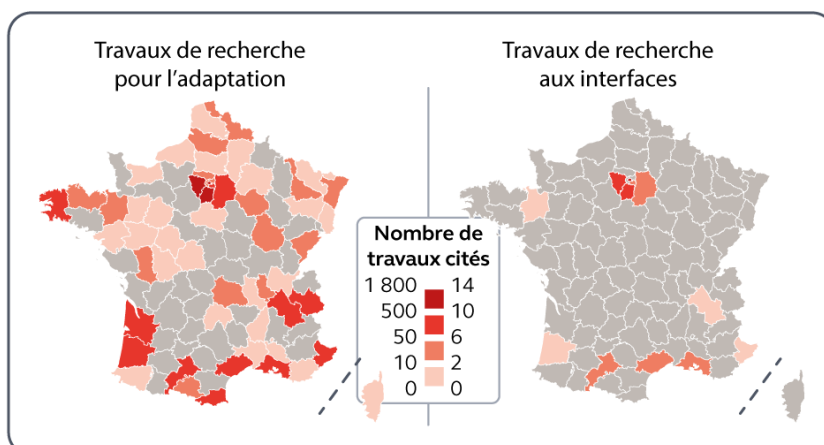 Travaux de recherche
pour l'adaptation
Travaux de recherche
aux interfaces
Nombre de
travaux cités
1 800 14
500 10
50 6
10 2
0 0